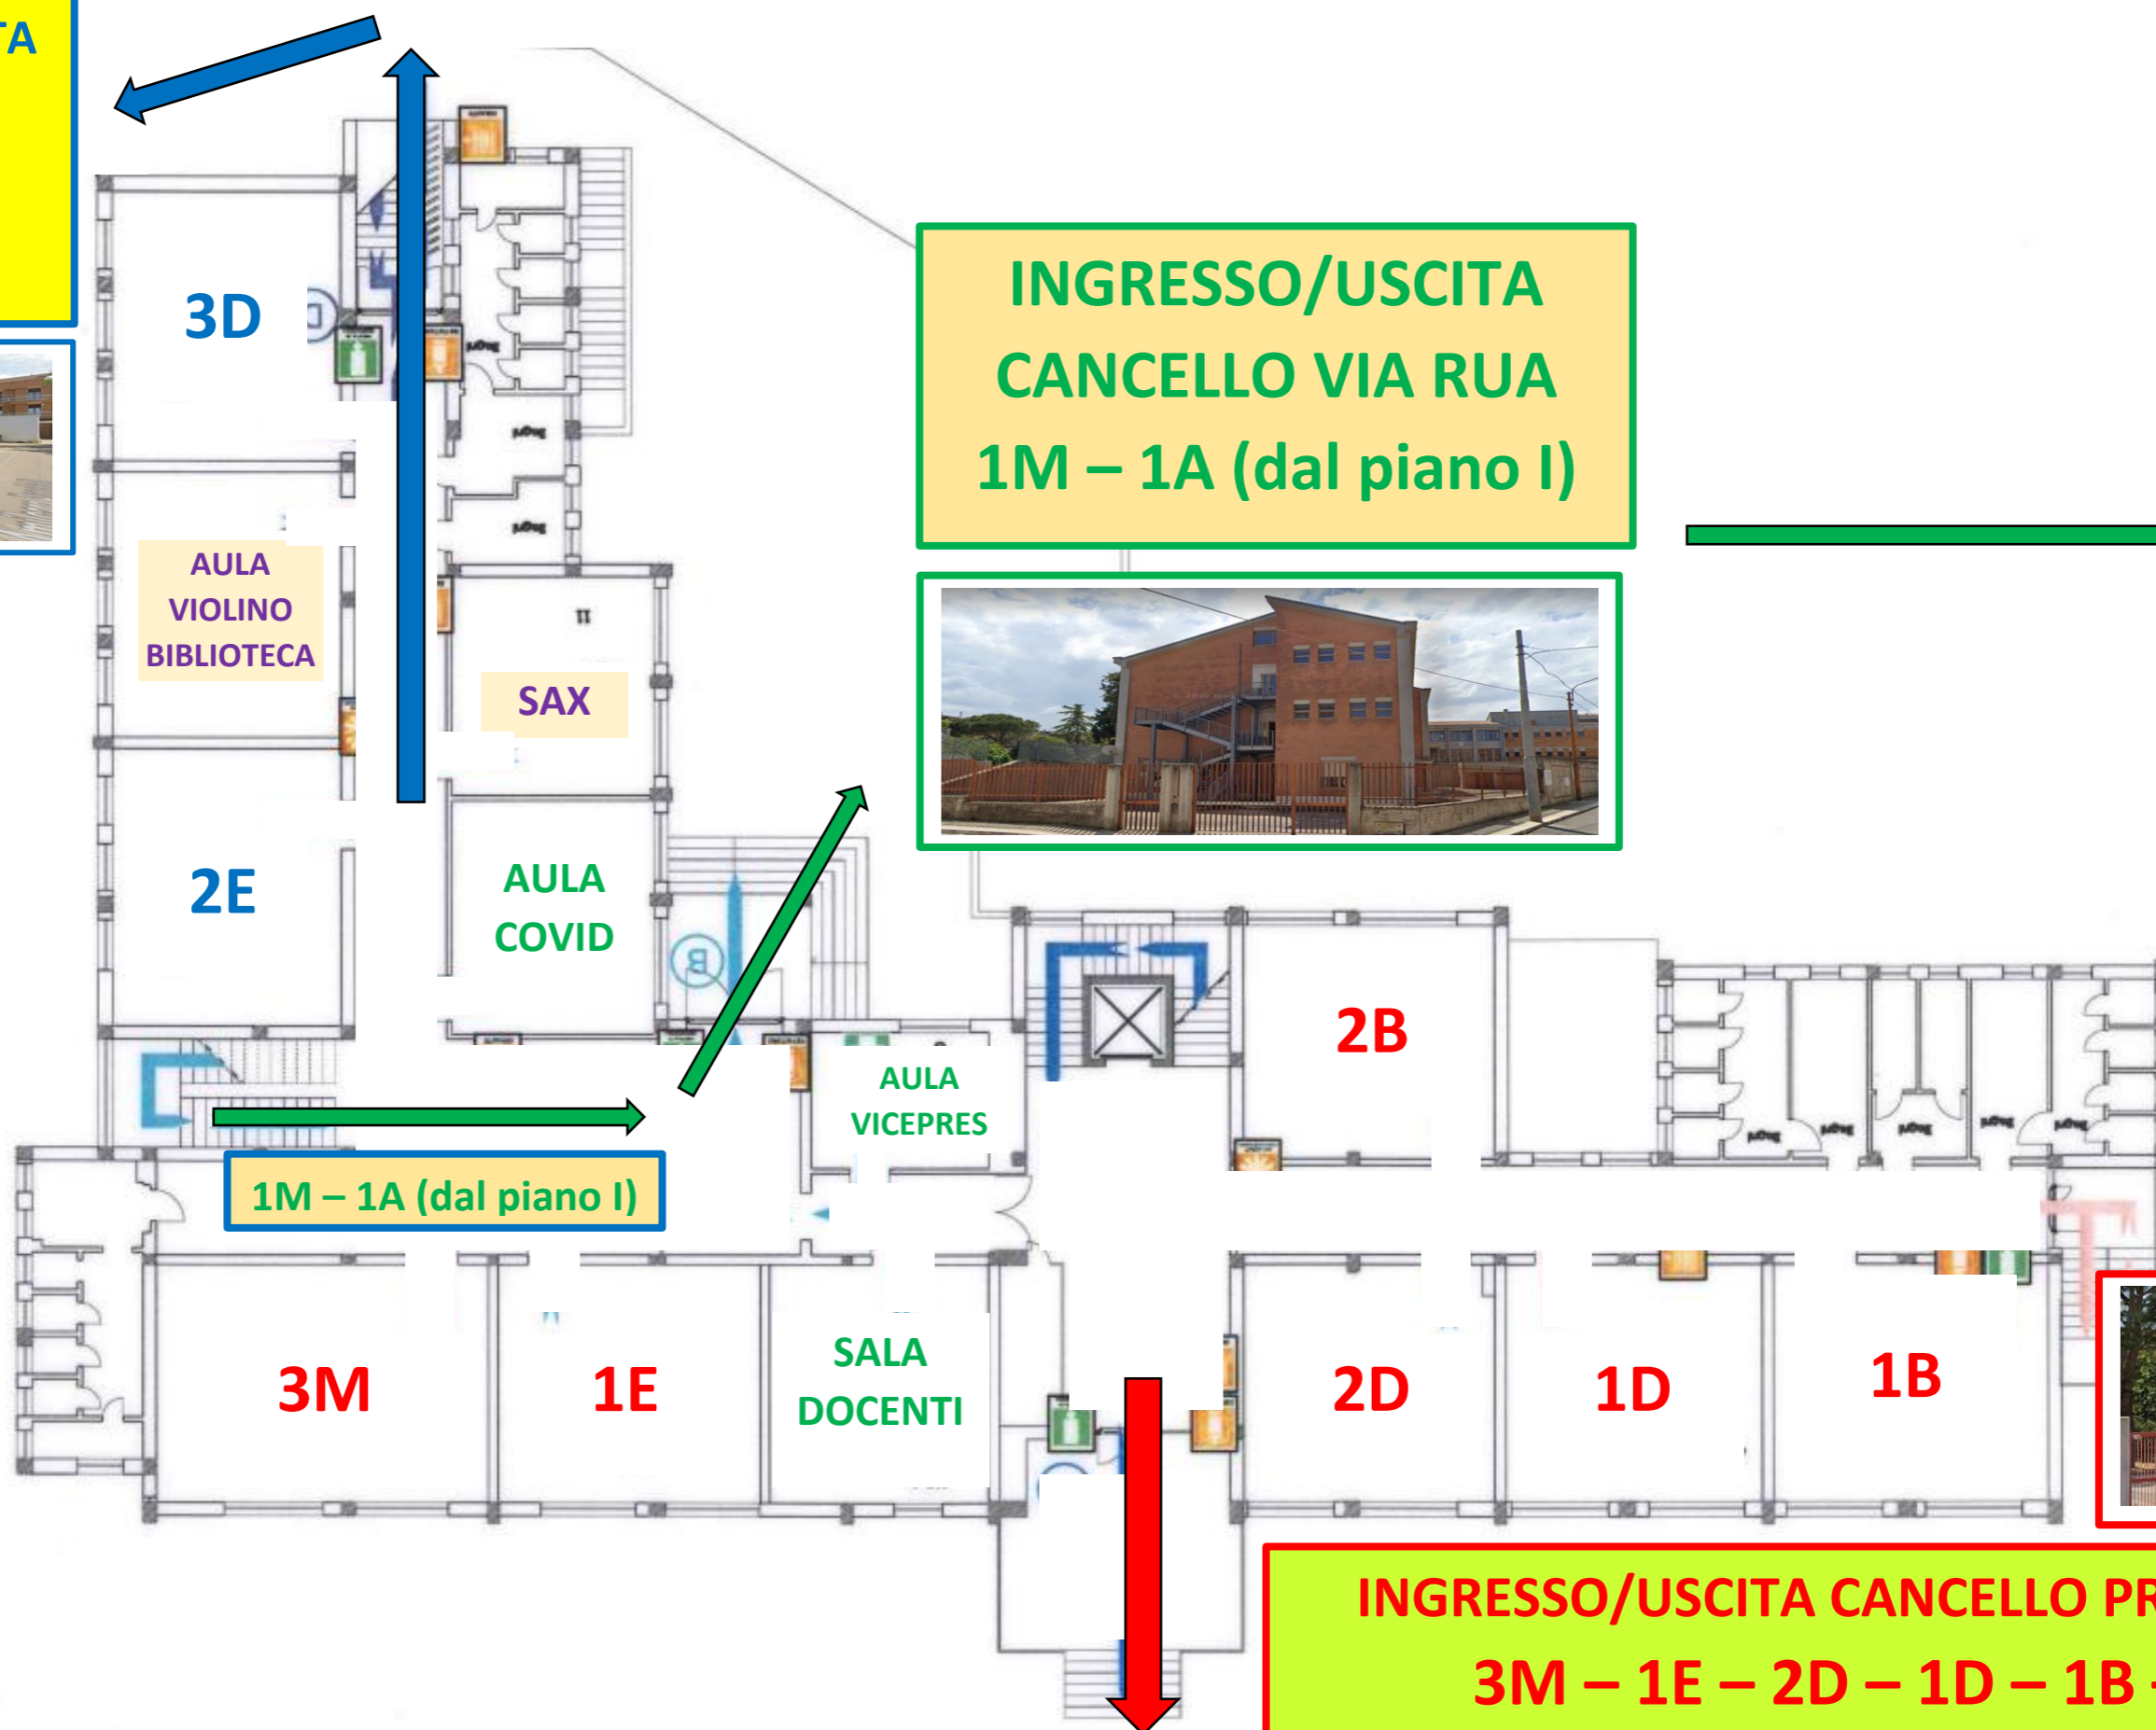 TA
3D
AULA
VIOLINO
BIBLIOTECA
2E
11
SAX
AULA
COVID
INGRESSO/USCITA
CANCELLO VIA RUA
1M – 1A (dal piano I)
B
AULA
VICEPRES
2B
1M – 1A (dal piano I)
3M
1E
SALA
DOCENTI
2D
1D
1B
INGRESSO/USCITA CANCELLO PR
3M – 1E – 2D – 1D – 1B -